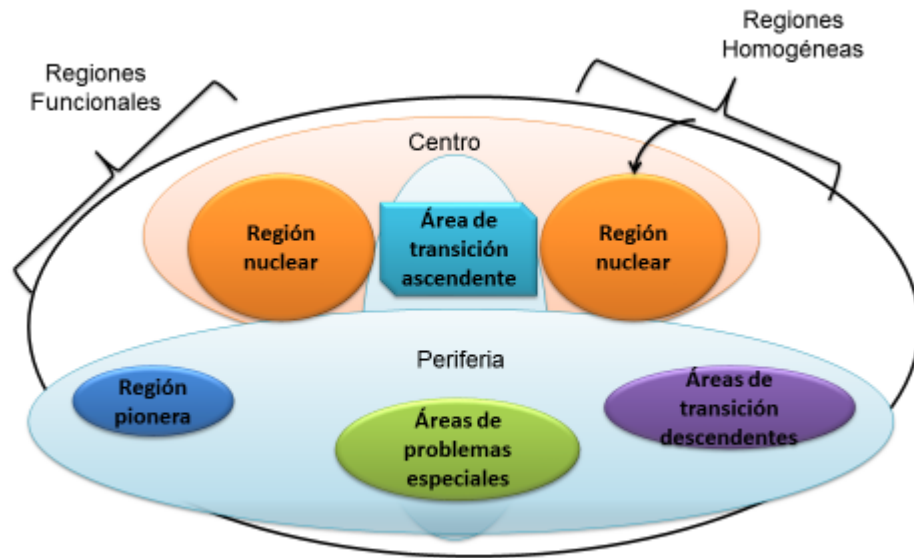 Regiones
Homogéneas
Regiones
Funcionales
Centro
Región
nuclear
Área de
transición
ascendente
Región
nuclear
Periferia
Región
pionera
Áreas de
problemas
especiales
Áreas de
transición
descendentes